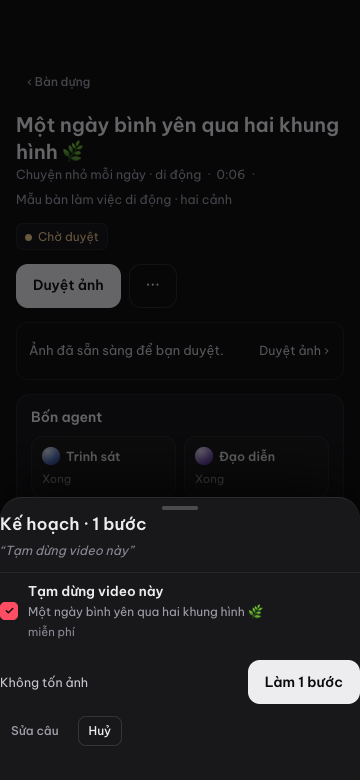 ‹ Bàn dựng
Một ngày bình yên qua hai khung
hình 🌿
Chuyện nhỏ mỗi ngày · di động · 0:06 ·
Mẫu bàn làm việc di động · hai cảnh
Chờ duyệt
Duyệt ảnh
···
Ảnh đã sẵn sàng để bạn duyệt.
Duyệt ảnh ›
Bốn agent
Trinh sát
Đạo diễn
Xong
Xong
Kế hoạch · 1 bước
“Tạm dừng video này”
Tạm dừng video này
Một ngày bình yên qua hai khung hình 🌿
miễn phí
Không tốn ảnh
Làm 1 bước
Sửa câu
Huỷ